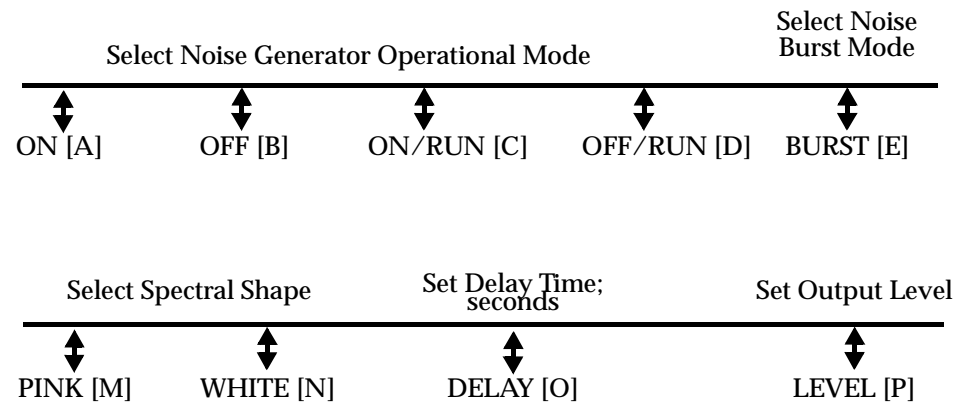 Select Noise
Burst Mode
Select Noise Generator Operational Mode
ON [A] OFF [B] ON/RUN [C] OFF/RUN [D] BURST [E]
Select Spectral Shape
Set Delay Time;
seconds
Set Output Level
PINK [M] WHITE [N] DELAY [O] LEVEL [P]